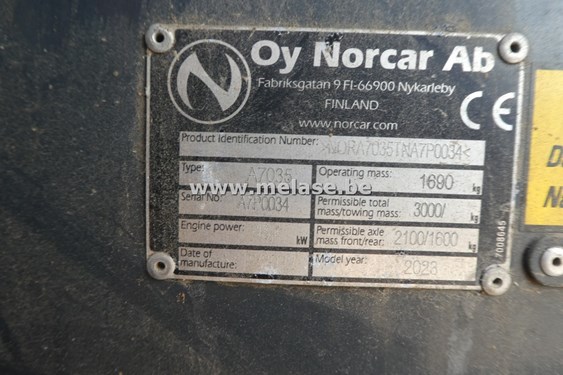 Oy Norcar Ab
Fabriksgatan 9 FI-66900 Nykarleby
FINLAND
www.norcar.com
CE
Product Identification Number:
Type: A7035
Operating mass: 1690 kg
www.melase.be
Serial No: A7P0034
Permissible total mass/towing mass: 3000/ kg
Engine power: kW
Permissible axle mass front/rear: 2100/1600 kg
Date of manufacture:
Model year: 2023
7008645